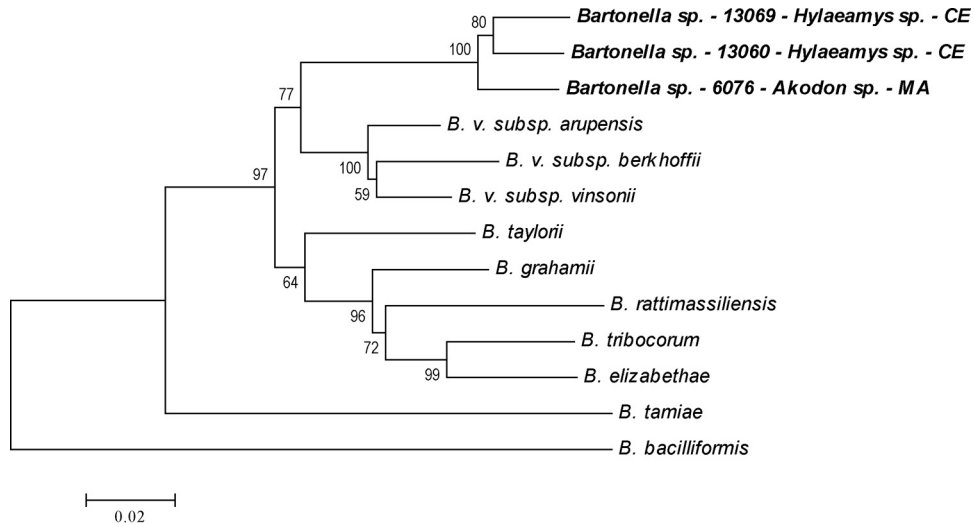 80
Bartonella sp. - 13069 - Hylaeamys sp. - CE
100
Bartonella sp. - 13060 - Hylaeamys sp. - CE
Bartonella sp. - 6076 - Akodon sp. - MA
77
B. v. subsp. arupensis
100
B. v. subsp. berkhoffii
97
59
B. v. subsp. vinsonii
B. taylorii
64
B. grahamii
96
B. rattimassiliensis
72
B. tribocorum
99
B. elizabethae
B. tamiae
B. bacilliformis
0.02